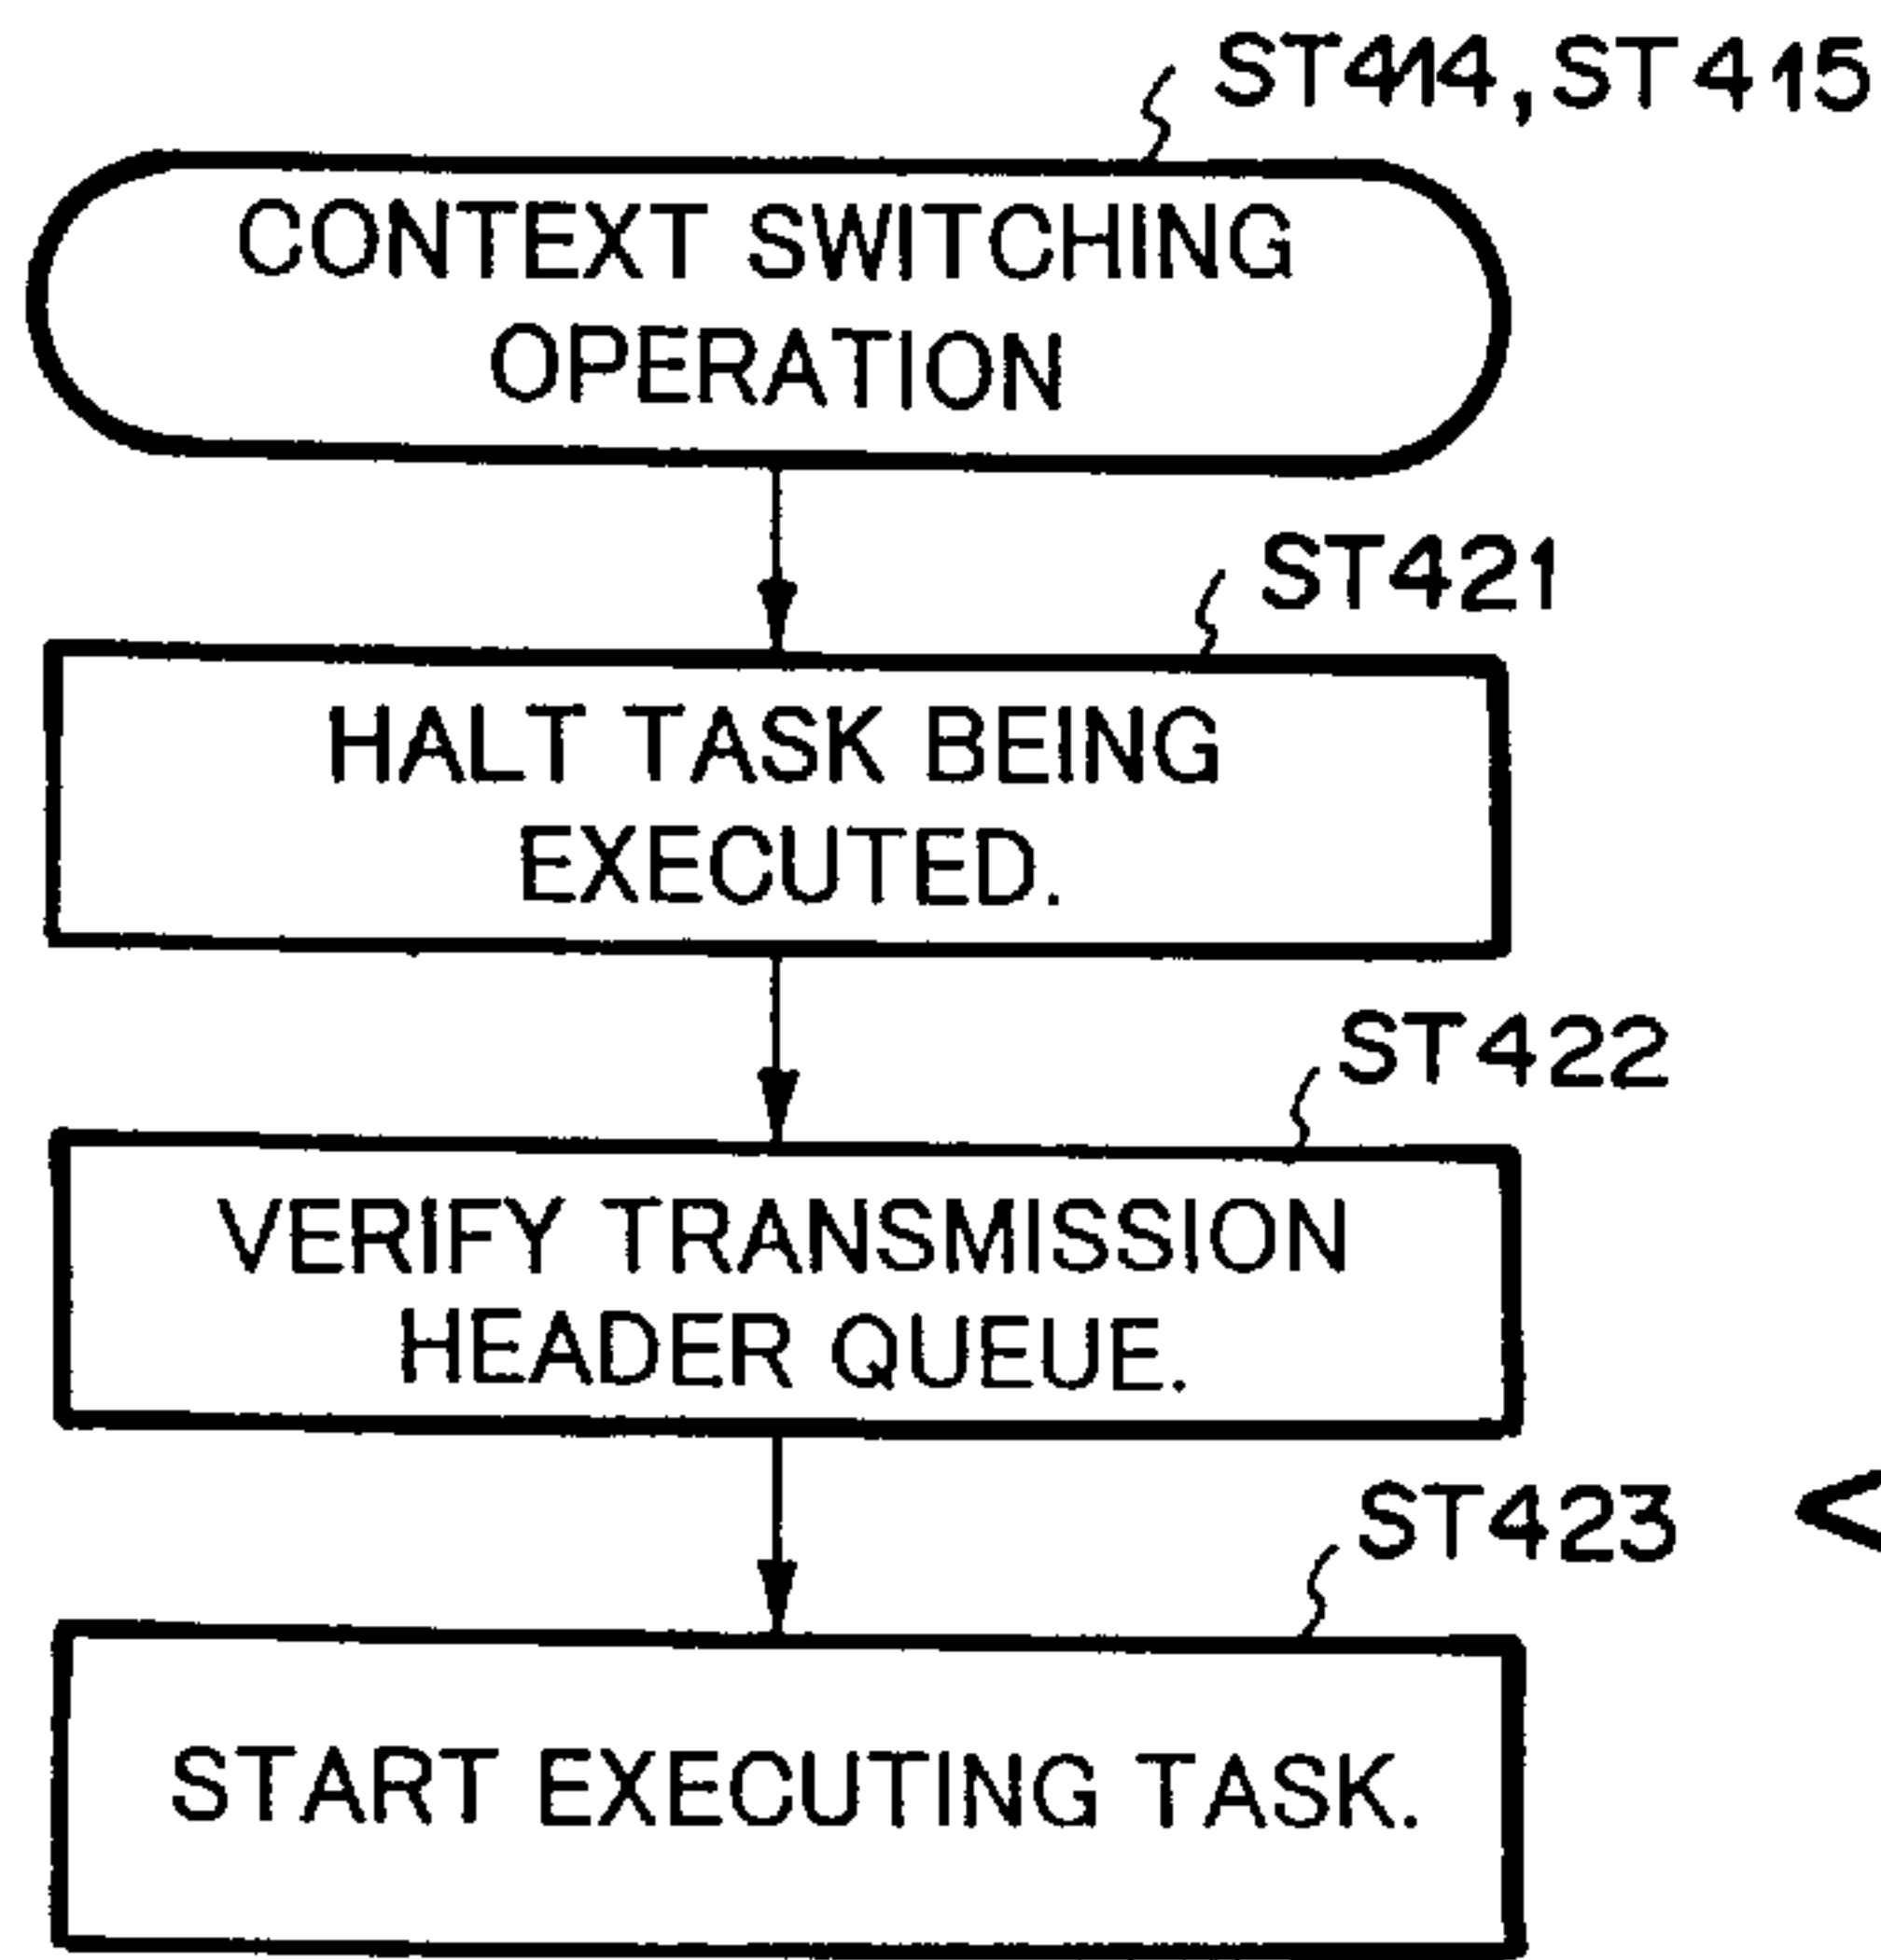 ST414,ST415
CONTEXT SWITCHING
OPERATION
ST421
HALT TASK BEING
EXECUTED.
ST422
VERIFY TRANSMISSION
HEADER QUEUE.
ST423
START EXECUTING TASK.